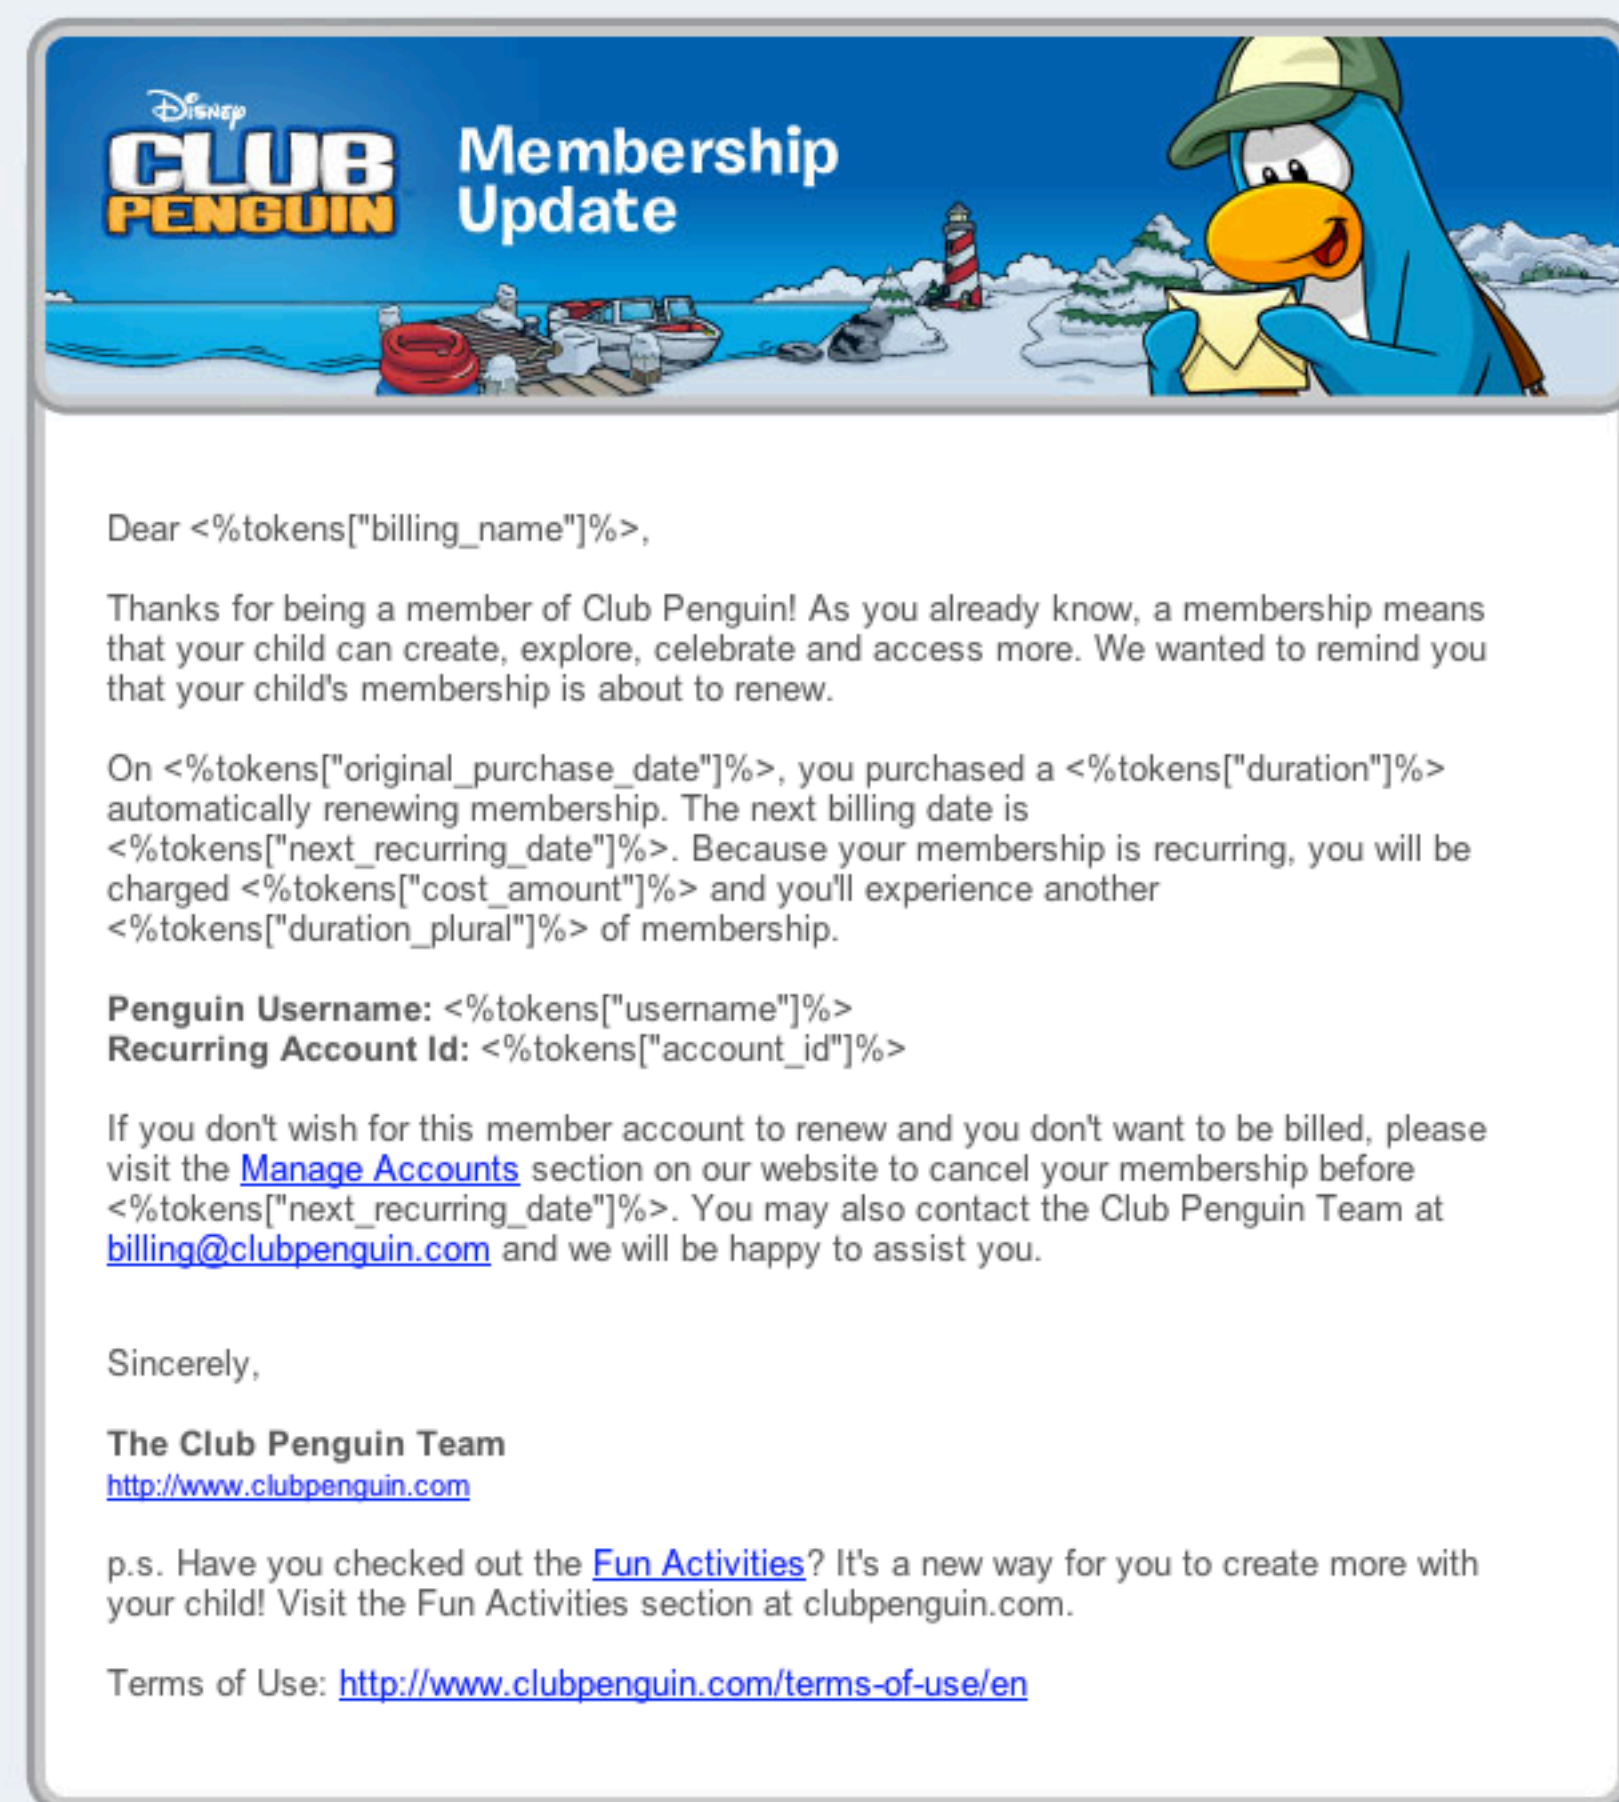 Disney
CLUB
PENGUIN
Membership
Update
Dear <%tokens["billing_name"]%>,
Thanks for being a member of Club Penguin! As you already know, a membership means
that your child can create, explore, celebrate and access more. We wanted to remind you
that your child's membership is about to renew.
On <%tokens["original_purchase_date"]%>, you purchased a <%tokens["duration"]%>
automatically renewing membership. The next billing date is
<%tokens["next_recurring_date"]%>. Because your membership is recurring, you will be
charged <%tokens["cost_amount"]%> and you'll experience another
<%tokens["duration_plural"]%> of membership.
Penguin Username: <%tokens["username"]%>
Recurring Account Id: <%tokens["account_id"]%>
If you don't wish for this member account to renew and you don't want to be billed, please
visit the Manage Accounts section on our website to cancel your membership before
<%tokens["next_recurring_date"]%>. You may also contact the Club Penguin Team at
billing@clubpenguin.com and we will be happy to assist you.
Sincerely,
The Club Penguin Team
http://www.clubpenguin.com
p.s. Have you checked out the Fun Activities? It's a new way for you to create more with
your child! Visit the Fun Activities section at clubpenguin.com.
Terms of Use: http://www.clubpenguin.com/terms-of-use/en